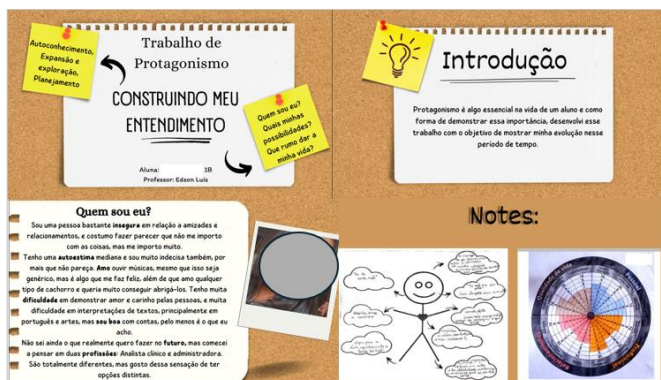 Autoconhecimento,
Expansão e
exploração,
Planejamento
Trabalho de
Protagonismo
CONSTRUINDO MEU
ENTENDIMENTO
Quem sou eu?
Quais minhas
possibilidades?
Que rumo dar a
minha vida?
Aluna: 1B
Professor: Edson Luis
Introdução
Protagonismo é algo essencial na vida de um aluno e como
forma de demonstrar essa importância, desenvolvi esse
trabalho com o objetivo de mostrar minha evolução nesse
período de tempo.
Quem sou eu?
Sou uma pessoa bastante insegura em relação a amizades e
relacionamentos, e costumo fazer parecer que não me importo
com as coisas, mas me importo muito.
Tenho uma autoestima mediana e sou muito indecisa também, por
mais que não pareça. Amo ouvir músicas, mesmo que isso seja
genérico, mas é algo que me faz feliz, além de que amo qualquer
tipo de cachorro e queria muito conseguir abrigá-los. Tenho muita
dificuldade em demonstrar amor e carinho pelas pessoas, e muita
dificuldade em interpretações de textos, principalmente em
português e artes, mas sou boa com contas, pelo menos é o que eu
acho.
Não sei ainda o que realmente quero fazer no futuro, mas comecei
a pensar em duas profissões: Analista clínico e administradora.
São totalmente diferentes, mas gosto dessa sensação de ter
opções distintas.
Notes:
Qualidade de vida
Pessoal
Profissional